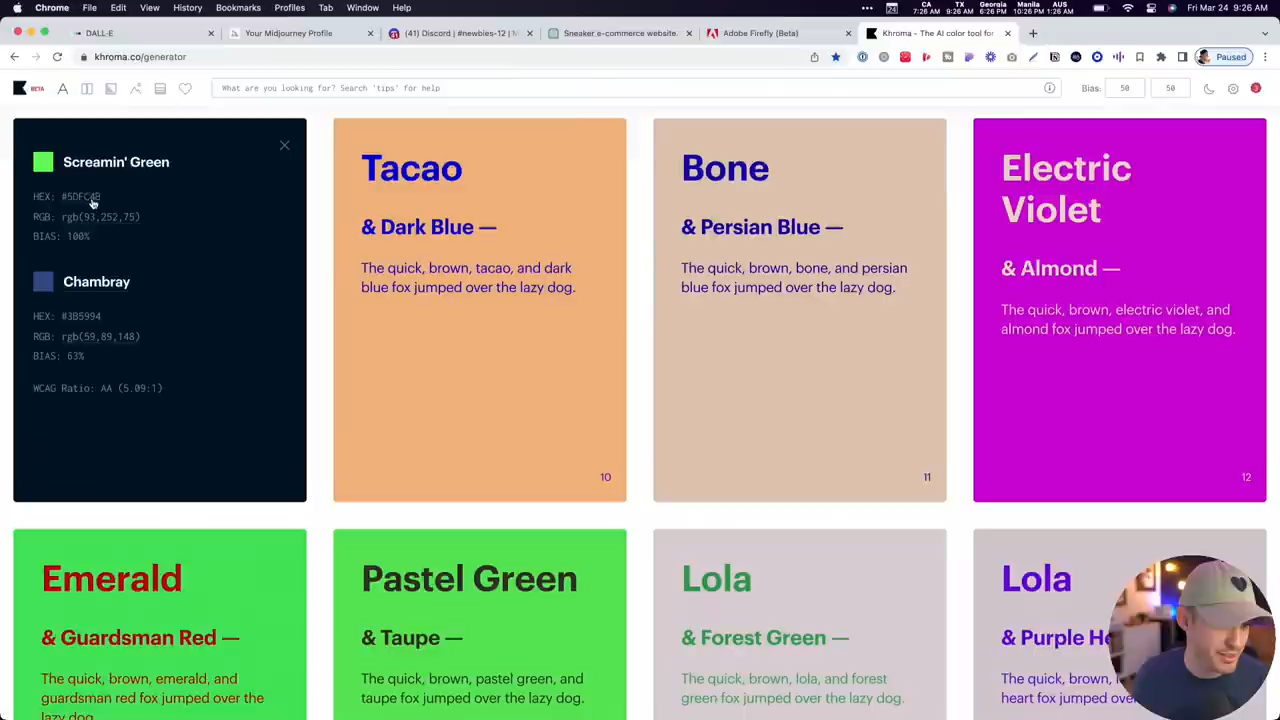 Chrome File Edit View History Bookmarks Profiles Tab Window Help
CA TX Georgia Manila AUS
7:26 AM 9:26 AM 10:26 AM 10:26 PM 1:26 AM
Fri Mar 24 9:26 AM
DALL·E
Your Midjourney Profile
(41) Discord | #newbies-12 | M
Sneaker e-commerce website.
Adobe Firefly (Beta)
Khroma - The AI color tool for
khroma.co/generator
Paused
BETA
What are you looking for? Search 'tips' for help
Bias: 50 50
3
Screamin' Green
HEX: #5DFC4B
RGB: rgb(93,252,75)
BIAS: 100%
Chambray
HEX: #3B5994
RGB: rgb(59,89,148)
BIAS: 63%
WCAG Ratio: AA (5.09:1)
Tacao
& Dark Blue —
The quick, brown, tacao, and dark
blue fox jumped over the lazy dog.
10
Bone
& Persian Blue —
The quick, brown, bone, and persian
blue fox jumped over the lazy dog.
11
Electric
Violet
& Almond —
The quick, brown, electric violet, and
almond fox jumped over the lazy dog.
12
Emerald
& Guardsman Red —
The quick, brown, emerald, and
guardsman red fox jumped over the
lazy dog
Pastel Green
& Taupe —
The quick, brown, pastel green, and
taupe fox jumped over the lazy dog.
Lola
& Forest Green —
The quick, brown, lola, and forest
green fox jumped over the lazy dog.
Lola
& Purple He
The quick, brown, l
heart fox jumped ove